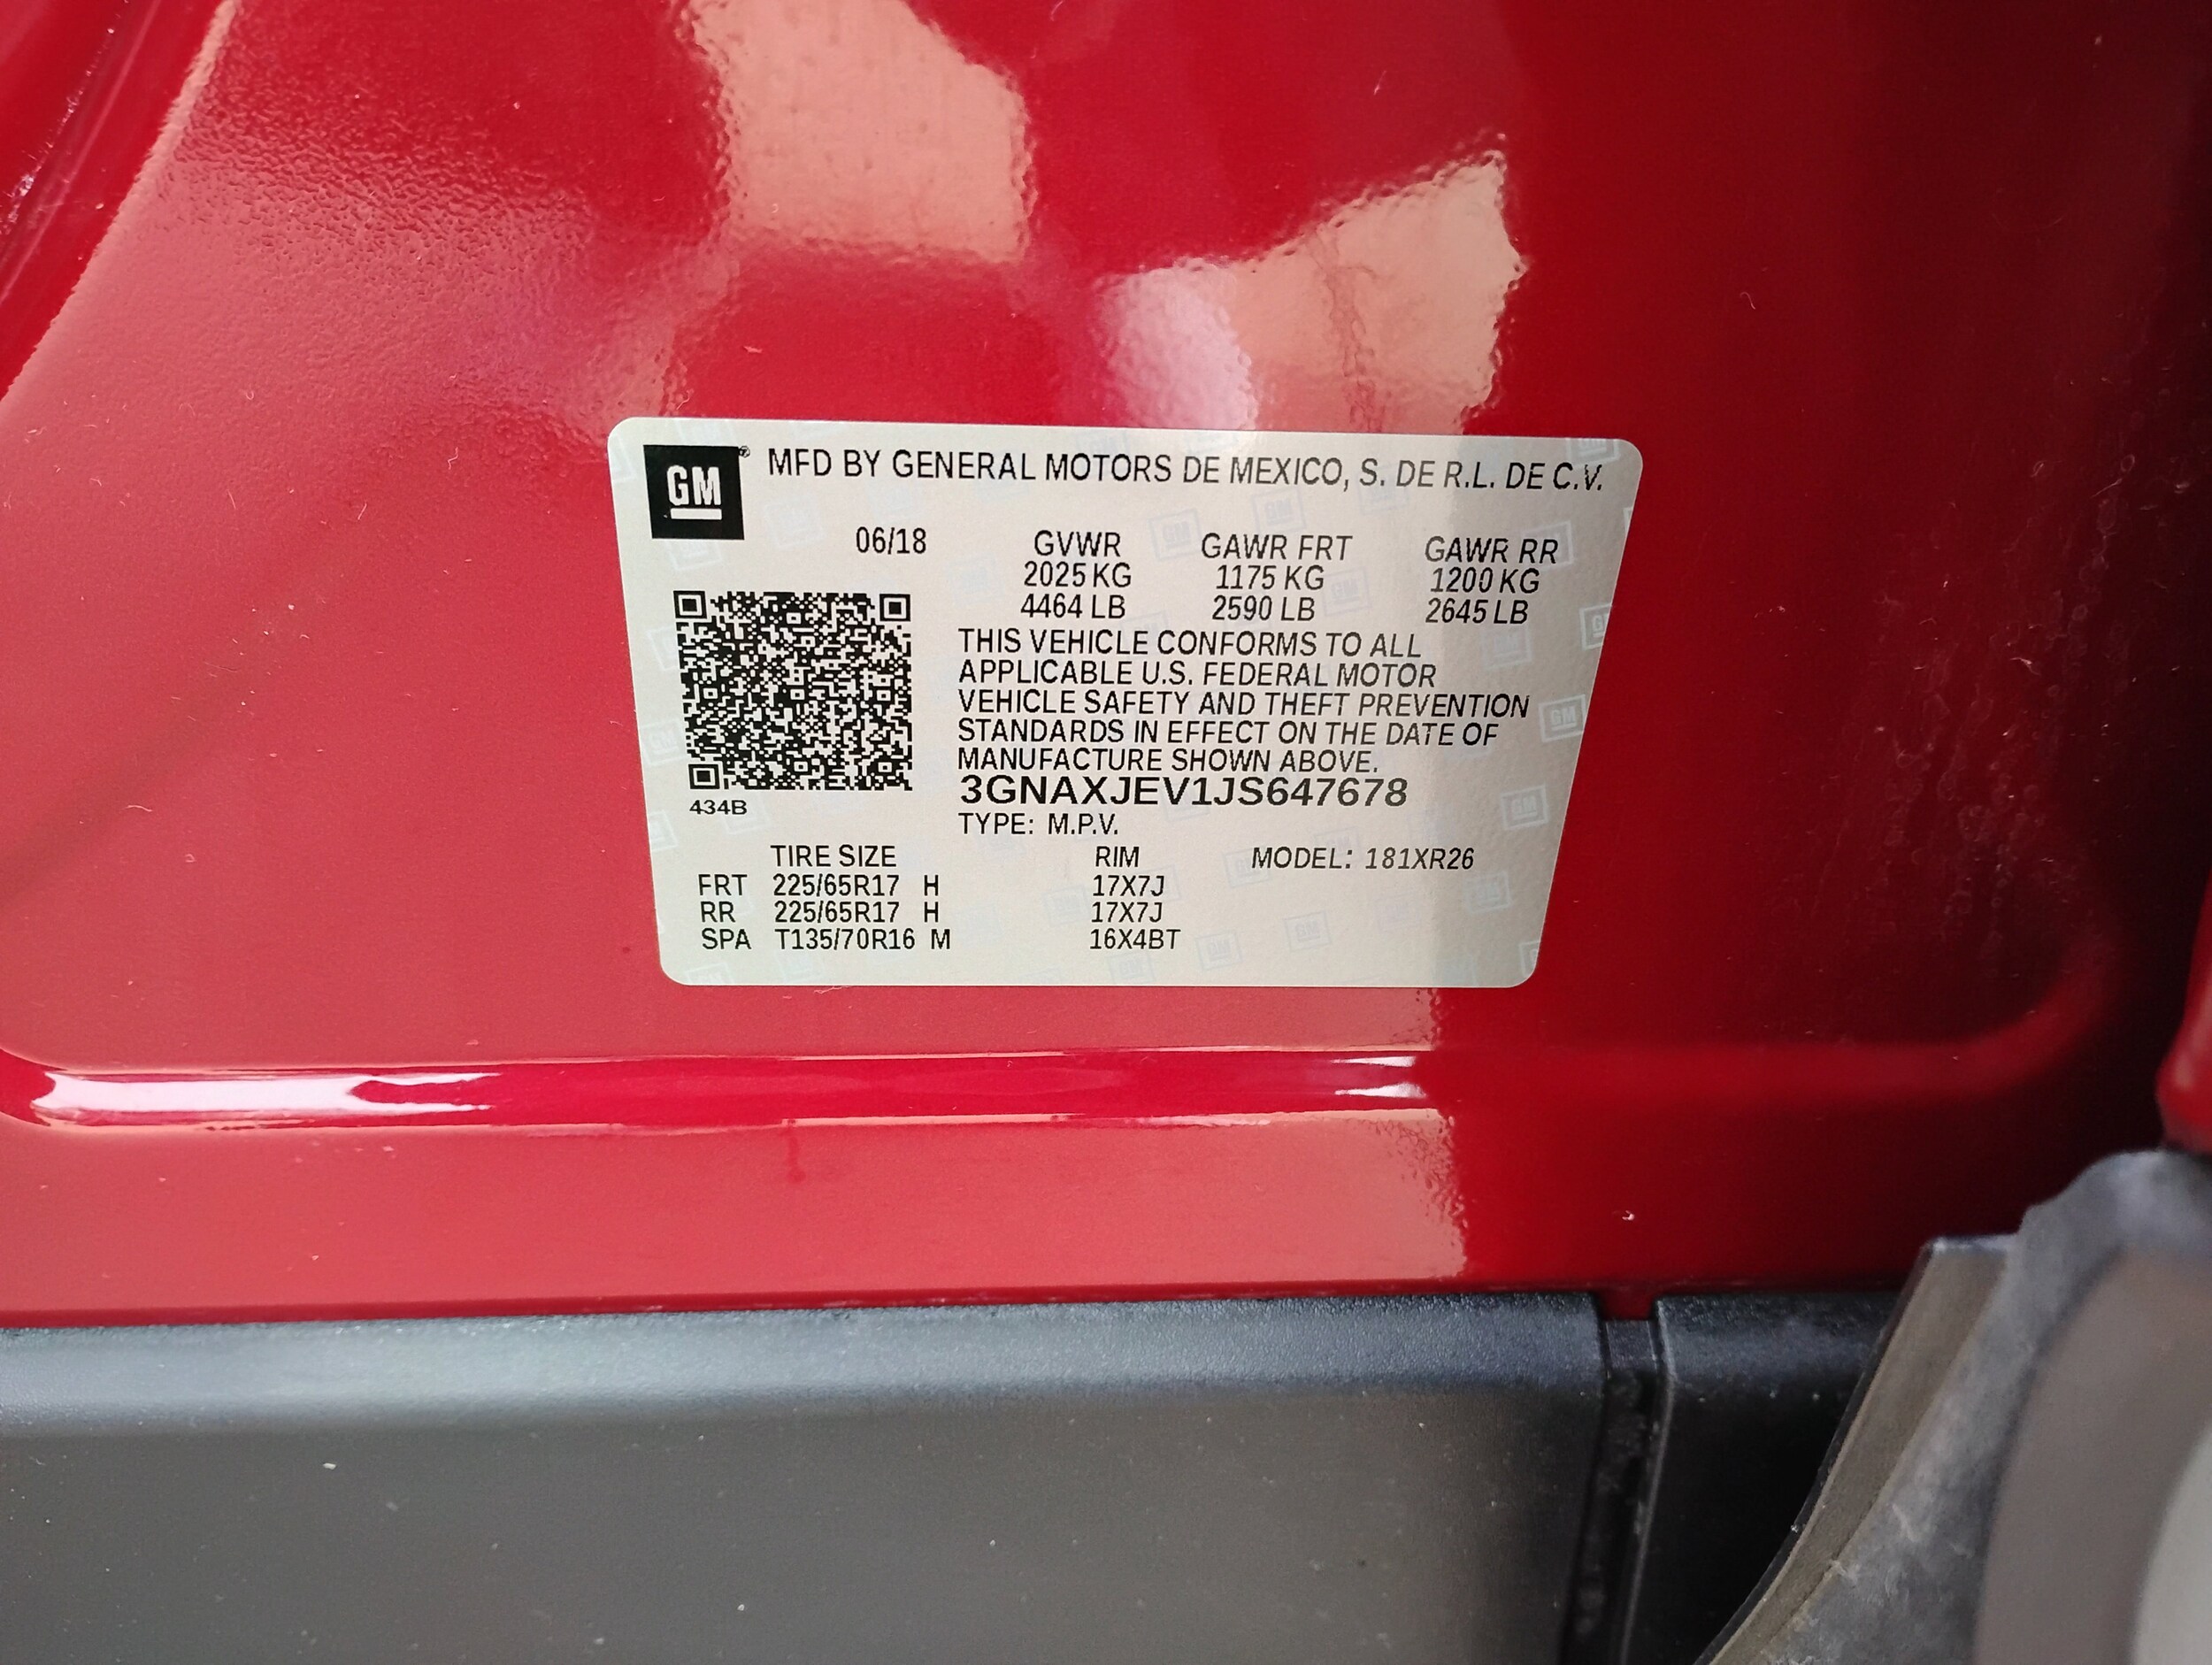 GM® MFD BY GENERAL MOTORS DE MEXICO, S. DE R.L. DE C.V.
06/18 GVWR GAWR FRT GAWR RR
2025 KG 1175 KG 1200 KG
4464 LB 2590 LB 2645 LB
THIS VEHICLE CONFORMS TO ALL
APPLICABLE U.S. FEDERAL MOTOR
VEHICLE SAFETY AND THEFT PREVENTION
STANDARDS IN EFFECT ON THE DATE OF
MANUFACTURE SHOWN ABOVE.
3GNAXJEV1JS647678
434B
TYPE: M.P.V.
TIRE SIZE RIM MODEL: 181XR26
FRT 225/65R17 H 17X7J
RR 225/65R17 H 17X7J
SPA T135/70R16 M 16X4BT